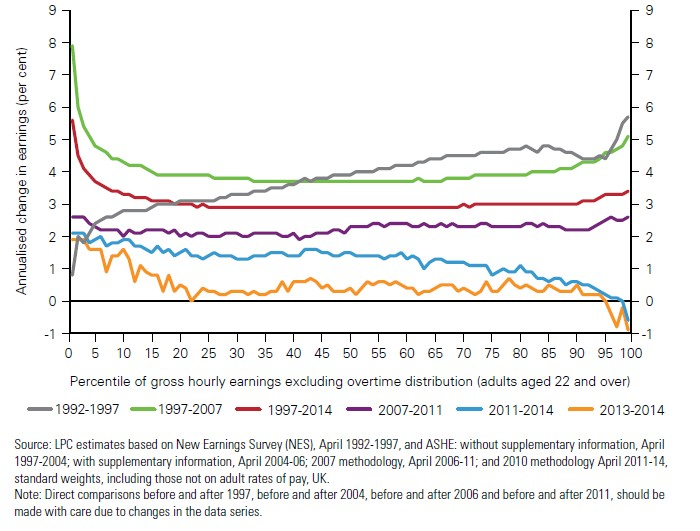 9 9
8 8
7 7
6 6
5 5
4 4
3 3
2 2
1 1
0 0
-1 -1
Annualised change in earnings (per cent)
0 5 10 15 20 25 30 35 40 45 50 55 60 65 70 75 80 85 90 95 100
Percentile of gross hourly earnings excluding overtime distribution (adults aged 22 and over)
1992-1997 1997-2007 1997-2014 2007-2011 2011-2014 2013-2014
Source: LPC estimates based on New Earnings Survey (NES), April 1992-1997, and ASHE: without supplementary information, April
1997-2004; with supplementary information, April 2004-06; 2007 methodology, April 2006-11; and 2010 methodology April 2011-14,
standard weights, including those not on adult rates of pay, UK.
Note: Direct comparisons before and after 1997, before and after 2004, before and after 2006 and before and after 2011, should be
made with care due to changes in the data series.